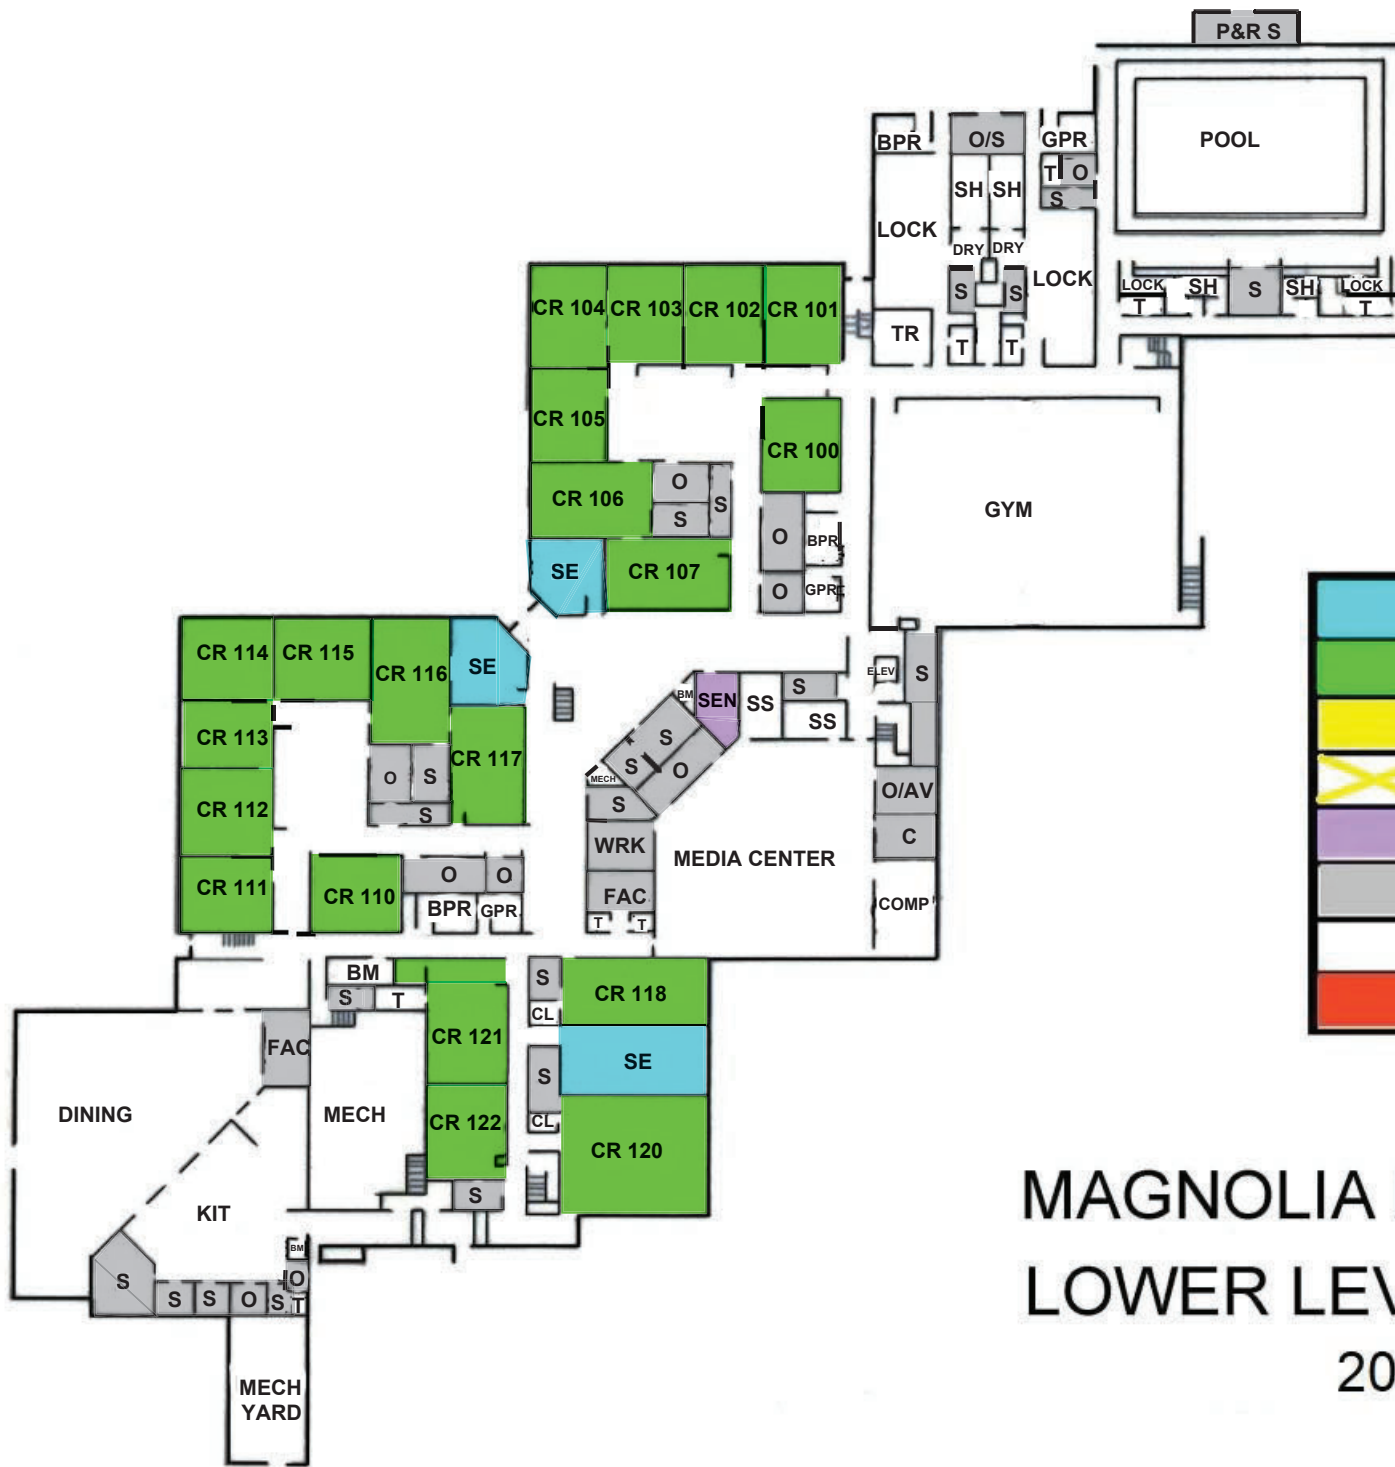 P&R S
BPR
O/S
GPR
POOL
T
O
SH
SH
S
LOCK
DRY
DRY
LOCK
S
S
LOCK
SH
S
SH
LOCK
T
T
TR
T
T
CR 104
CR 103
CR 102
CR 101
CR 105
CR 100
CR 106
O
S
S
GYM
O
BPR
SE
CR 107
O
GPR
CR 114
CR 115
CR 116
SE
ELEV
S
BM
SEN
SS
S
SS
CR 113
CR 117
S
S
O
MECH
O
S
S
S
O/AV
CR 112
C
WRK
MEDIA CENTER
CR 111
CR 110
O
O
FAC
COMP
BPR
GPR
T
T
BM
S
T
S
CL
CR 118
FAC
CR 121
SE
S
DINING
MECH
CR 122
CL
CR 120
S
KIT
BM
S
O
S
S
O
S
T
MECH
YARD
MAGNOLIA
LOWER LEV
20